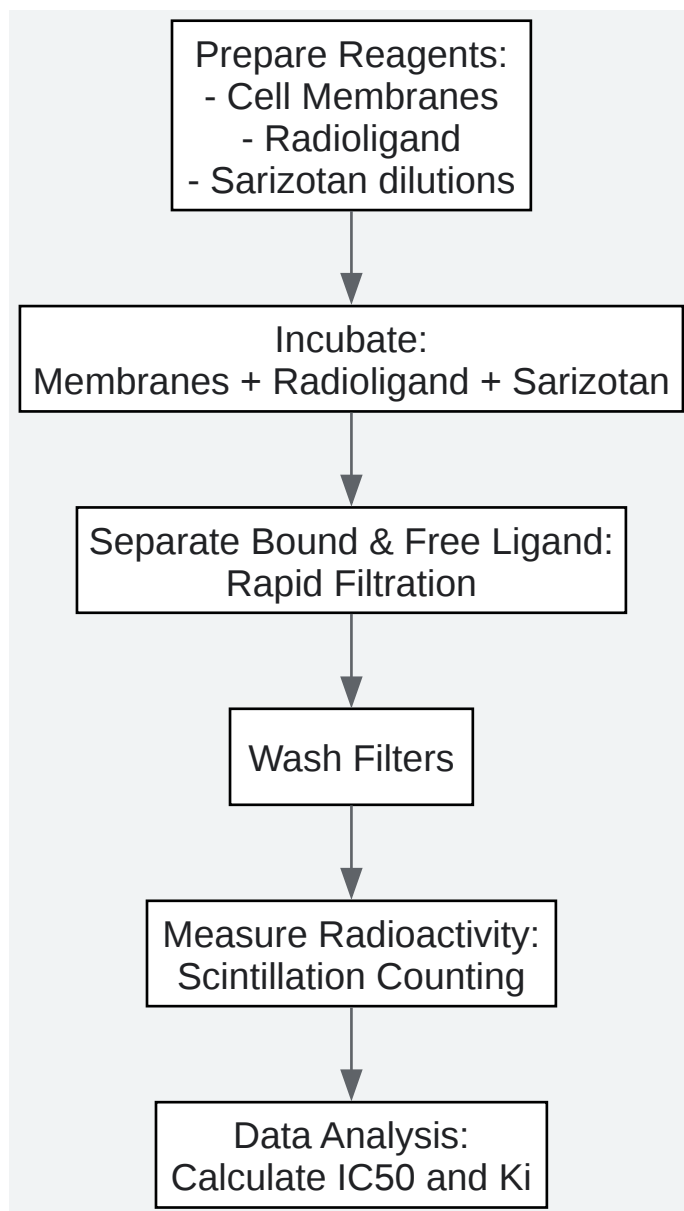 Prepare Reagents:
- Cell Membranes
- Radioligand
- Sarizotan dilutions
Incubate:
Membranes + Radioligand + Sarizotan
Separate Bound & Free Ligand:
Rapid Filtration
Wash Filters
Measure Radioactivity:
Scintillation Counting
Data Analysis:
Calculate IC50 and Ki